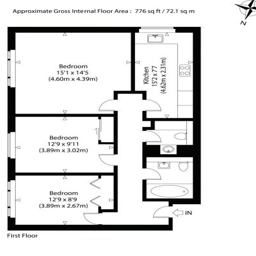 Approximate Gross Internal Floor Area : 776 sq ft / 72.1 sq m
N
Bedroom
15'1 x 14'5
(4.60m x 4.39m)
Kitchen
15'2 x 7'7
(4.62m x 2.31m)
Bedroom
12'9 x 9'11
(3.89m x 3.02m)
Bedroom
12'9 x 8'9
(3.89m x 2.67m)
IN
First Floor